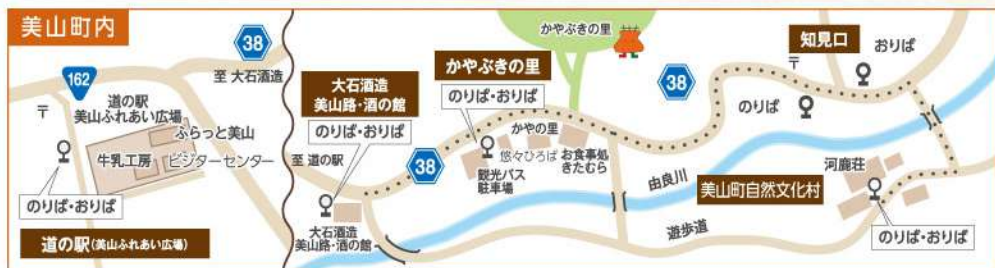 美山町内
38
至 大石酒造
162
〒
道の駅
美山ふれあい広場
ふらっと美山
牛乳工房
ビジターセンター
のりば・おりば
道の駅(美山ふれあい広場)
至 道の駅
大石酒造
美山路・酒の館
のりば・おりば
大石酒造
美山路・酒の館
38
かやぶきの里
のりば・おりば
かやぶきの里
かやの里
悠々ひろば
お食事処
きたむら
観光バス
駐車場
38
知見口
〒
おりば
のりば
由良川
美山町自然文化村
河鹿荘
遊歩道
のりば・おりば